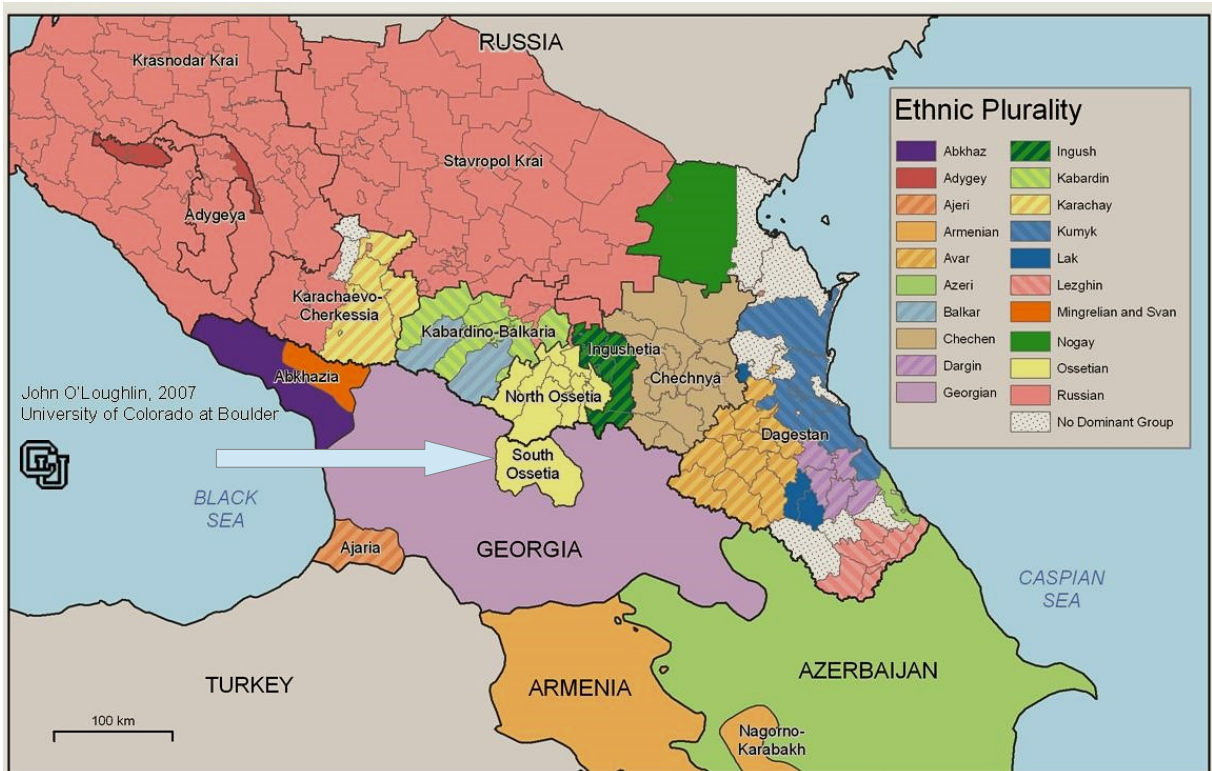 RUSSIA
Krasnodar Krai
Stavropol Krai
Adygeya
Karachaevo-
Cherkessia
Kabardino-Balkaria
Ingushetia
Abkhazia
Chechnya
North Ossetia
John O'Loughlin, 2007
University of Colorado at Boulder
CU
Dagestan
South
Ossetia
BLACK
SEA
GEORGIA
Ajaria
CASPIAN
SEA
TURKEY
ARMENIA
AZERBAIJAN
100 km
Nagorno-
Karabakh
Ethnic Plurality
Abkhaz
Adygey
Ajeri
Armenian
Avar
Azeri
Balkar
Chechen
Dargin
Georgian
Ingush
Kabardin
Karachay
Kumyk
Lak
Lezghin
Mingrelian and Svan
Nogay
Ossetian
Russian
No Dominant Group